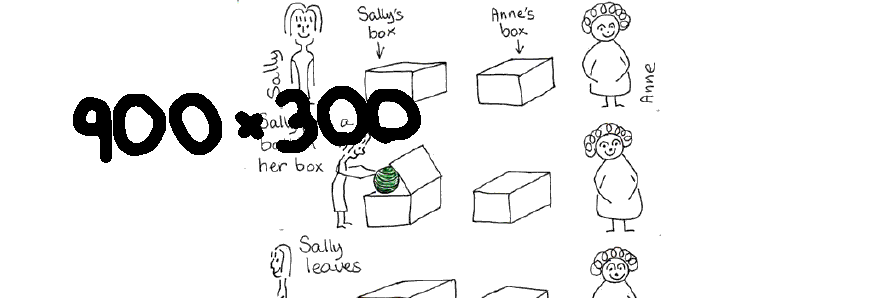 Sally's
box
Anne's
box
Sally
Anne
900 x 300
a
her box
Sally
leaves